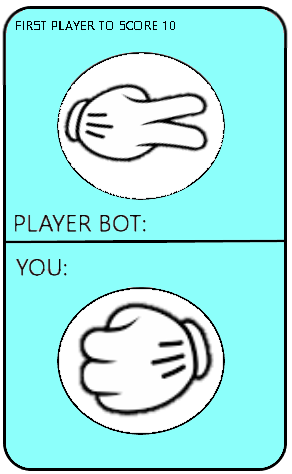 FIRST PLAYER TO SCORE 10
PLAYER BOT:
YOU: